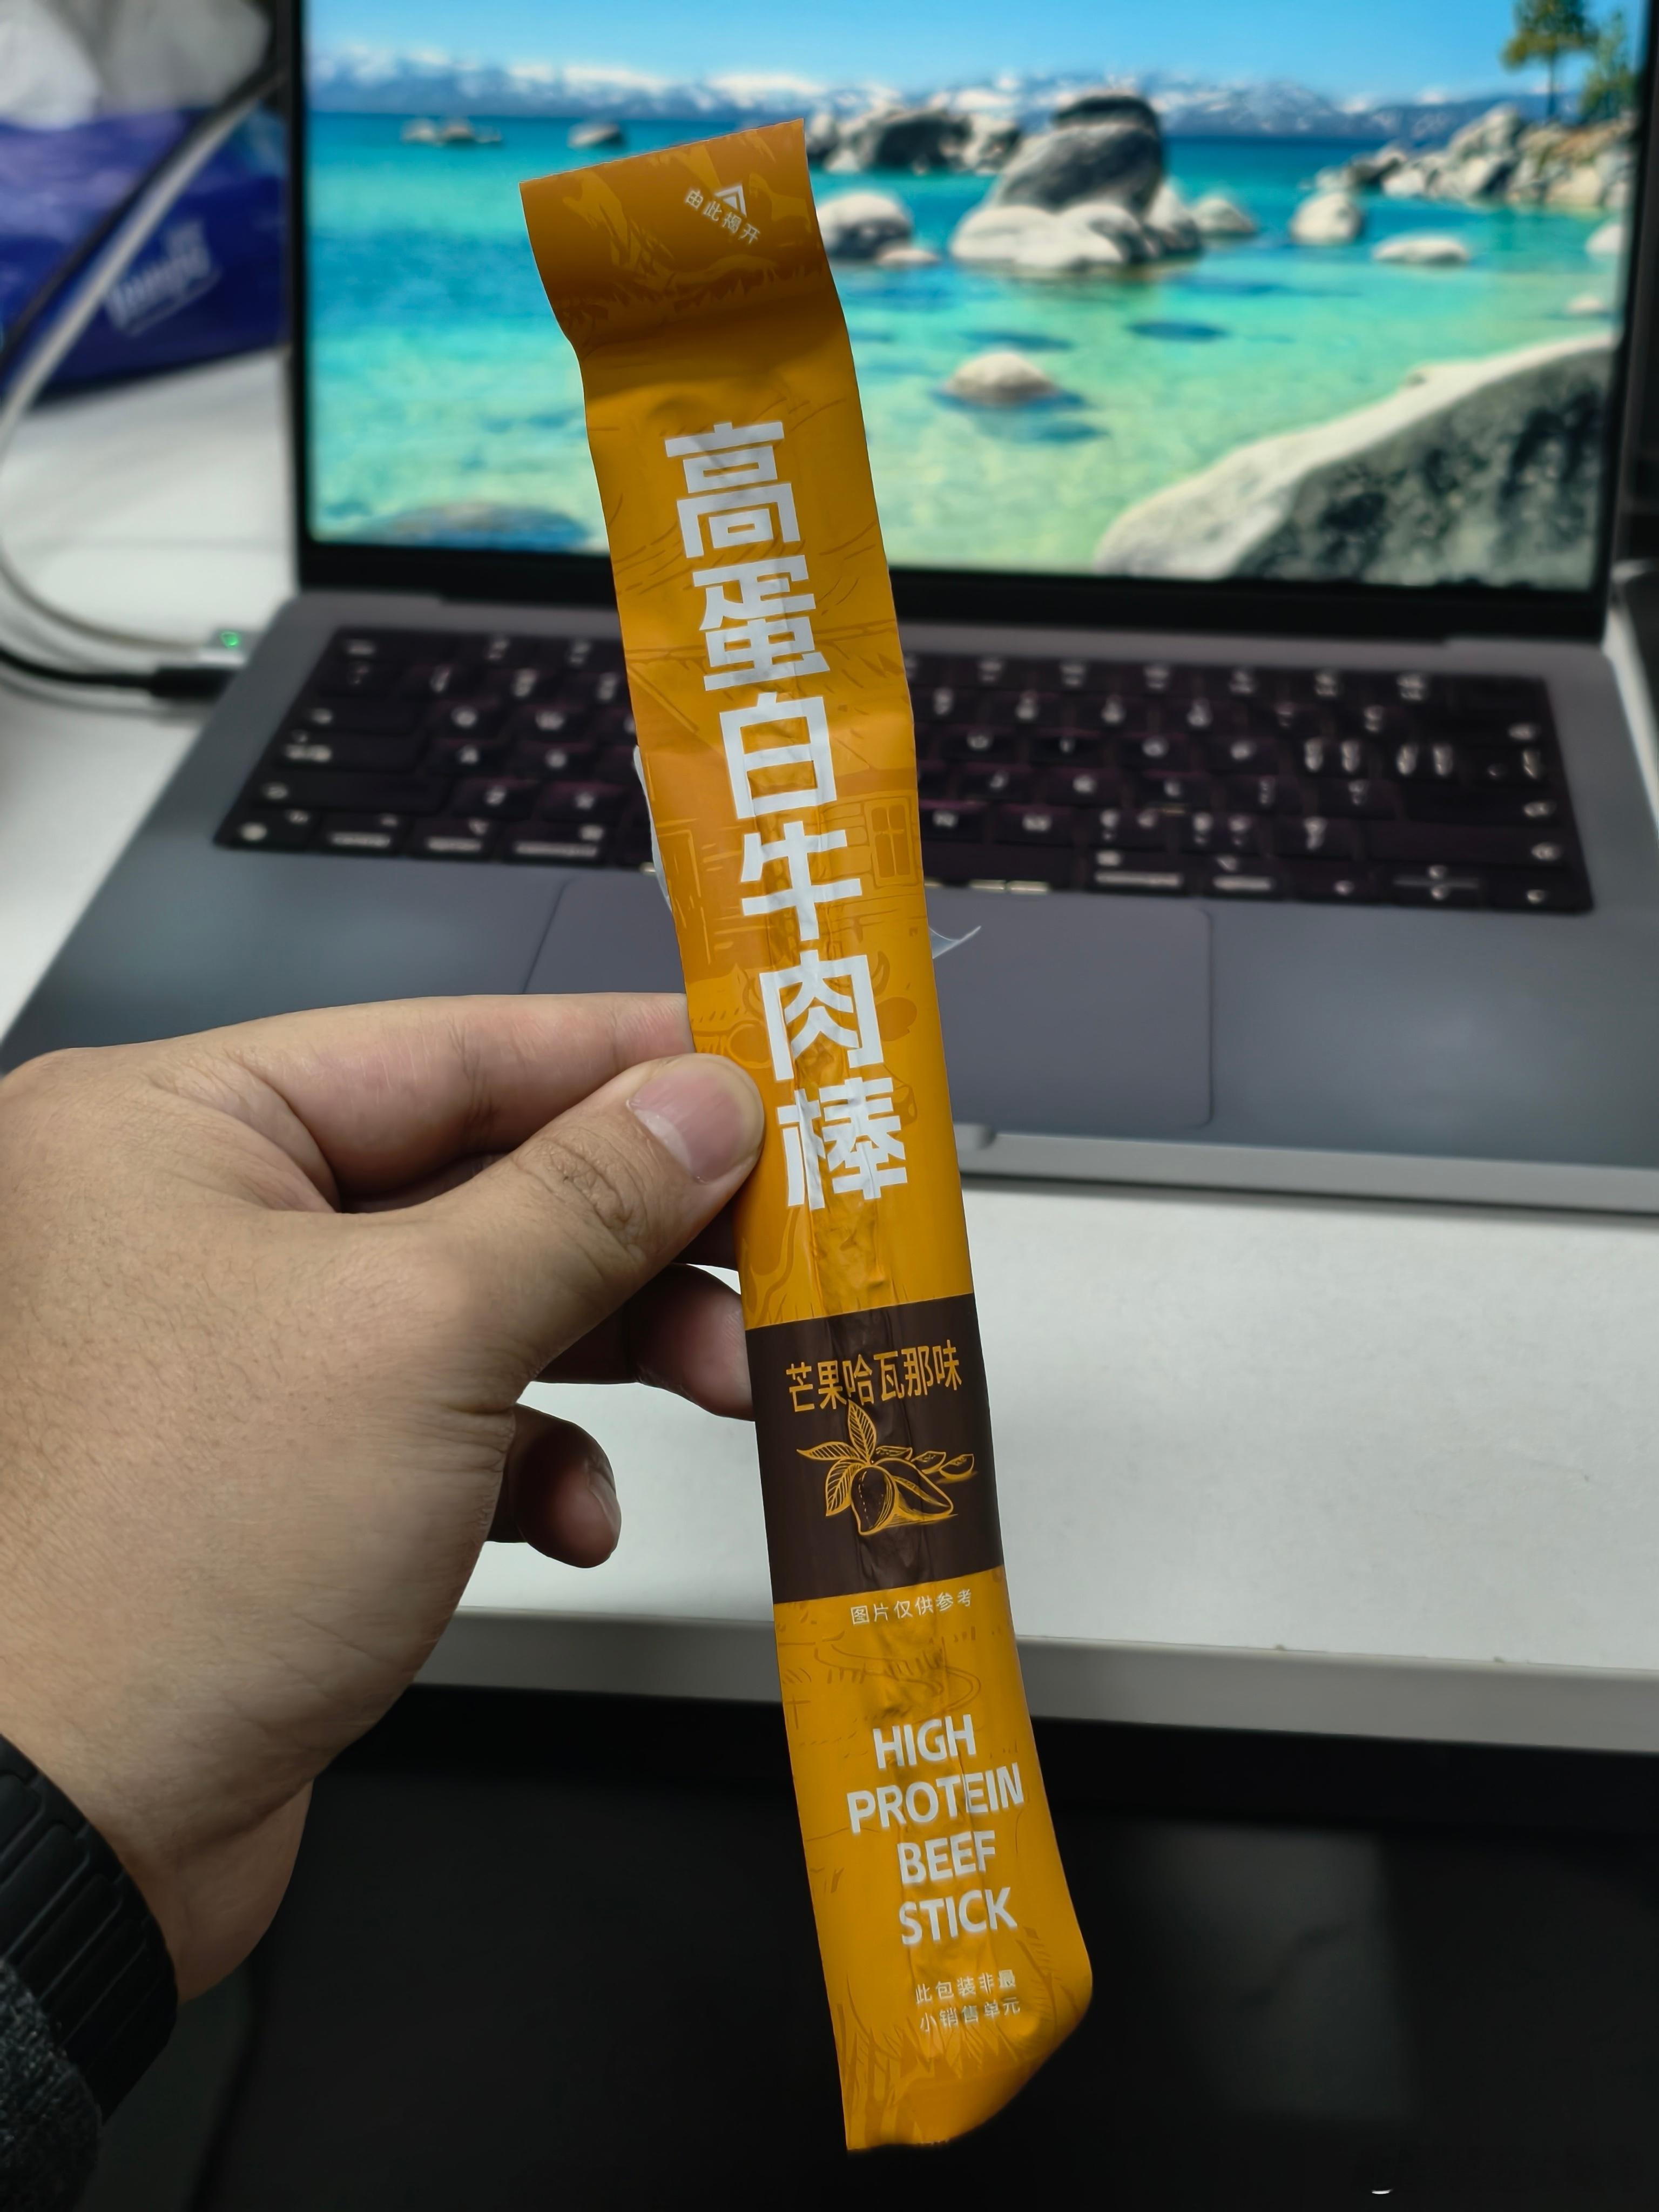 由此揭开
高蛋白牛肉棒
芒果哈瓦那味
图片仅供参考
HIGH
PROTEIN
BEEF
STICK
此包装非最
小销售单元